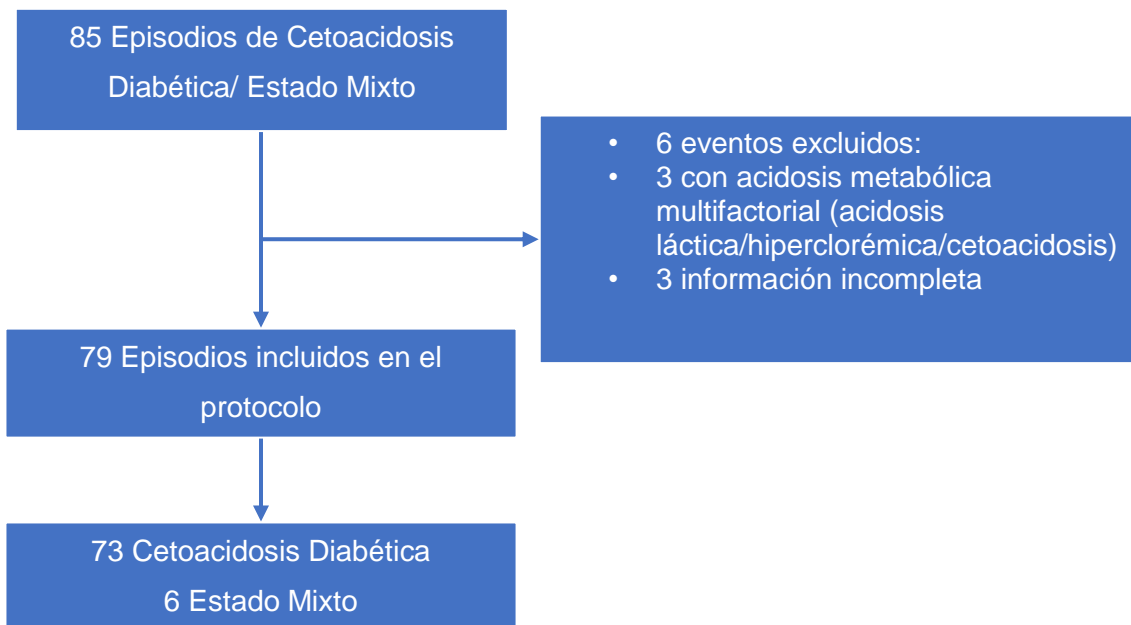 85 Episodios de Cetoacidosis
Diabética/ Estado Mixto
• 6 eventos excluidos:
• 3 con acidosis metabólica
multifactorial (acidosis
láctica/hiperclorémica/cetoacidosis)
• 3 información incompleta
79 Episodios incluidos en el
protocolo
73 Cetoacidosis Diabética
6 Estado Mixto